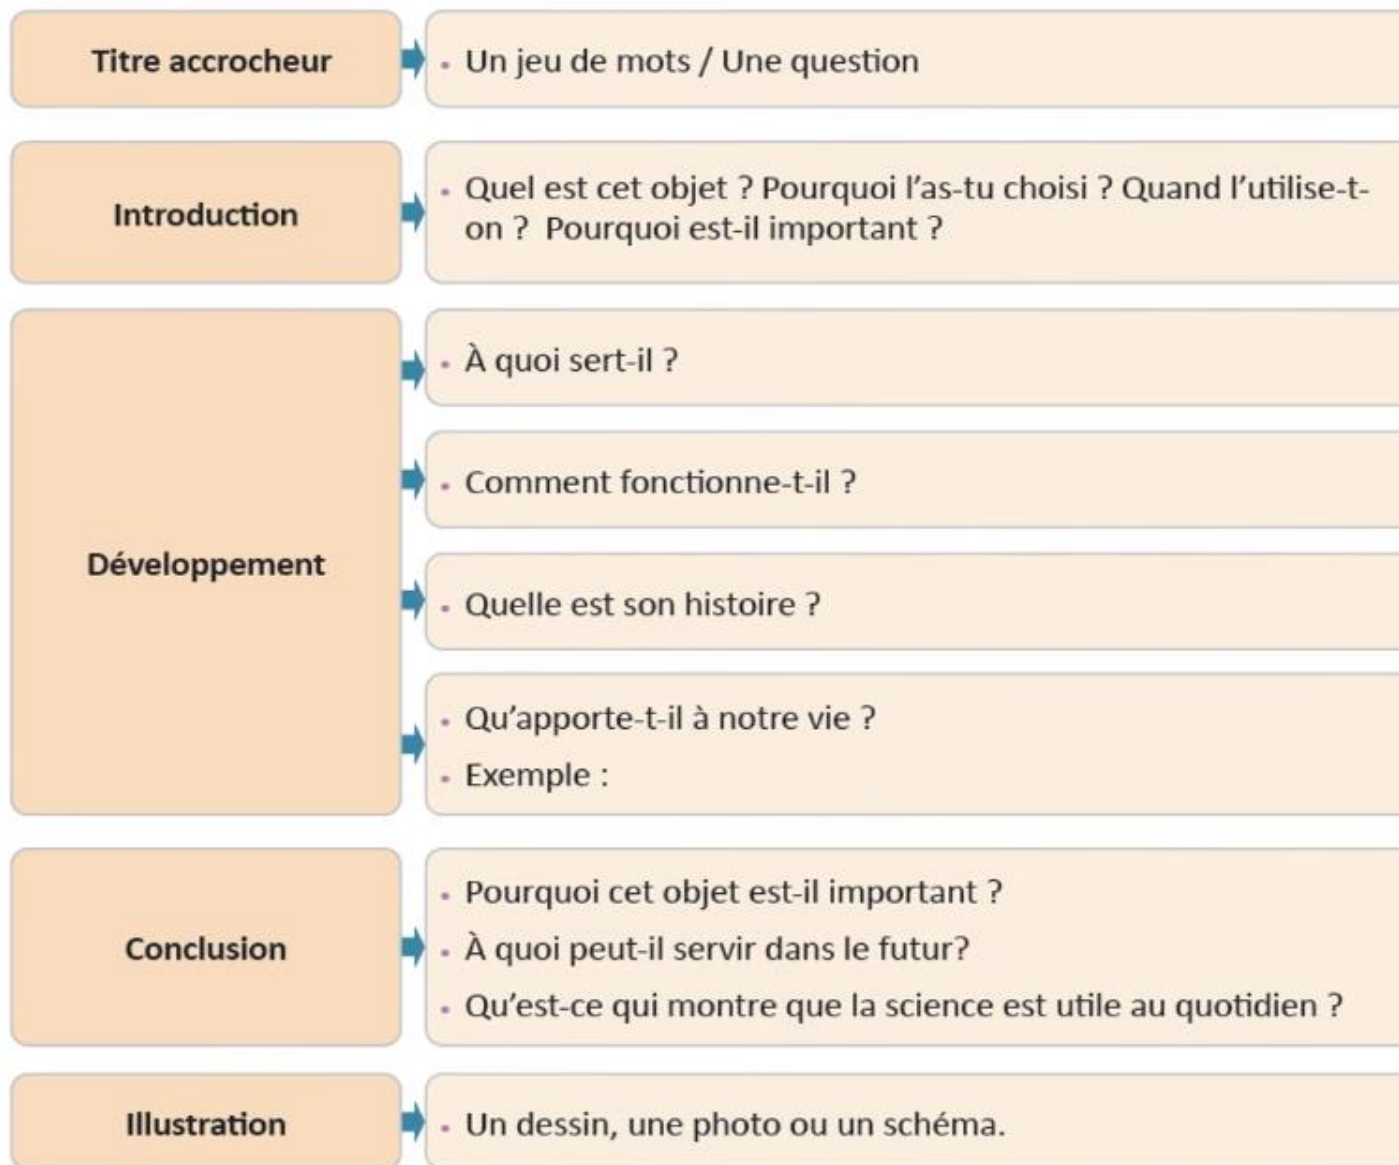 Titre accrocheur
• Un jeu de mots / Une question
Introduction
• Quel est cet objet ? Pourquoi l'as-tu choisi ? Quand l'utilise-t-
on ?  Pourquoi est-il important ?
Développement
• À quoi sert-il ?
• Comment fonctionne-t-il ?
• Quelle est son histoire ?
• Qu'apporte-t-il à notre vie ?
• Exemple :
Conclusion
• Pourquoi cet objet est-il important ?
• À quoi peut-il servir dans le futur?
• Qu'est-ce qui montre que la science est utile au quotidien ?
Illustration
• Un dessin, une photo ou un schéma.